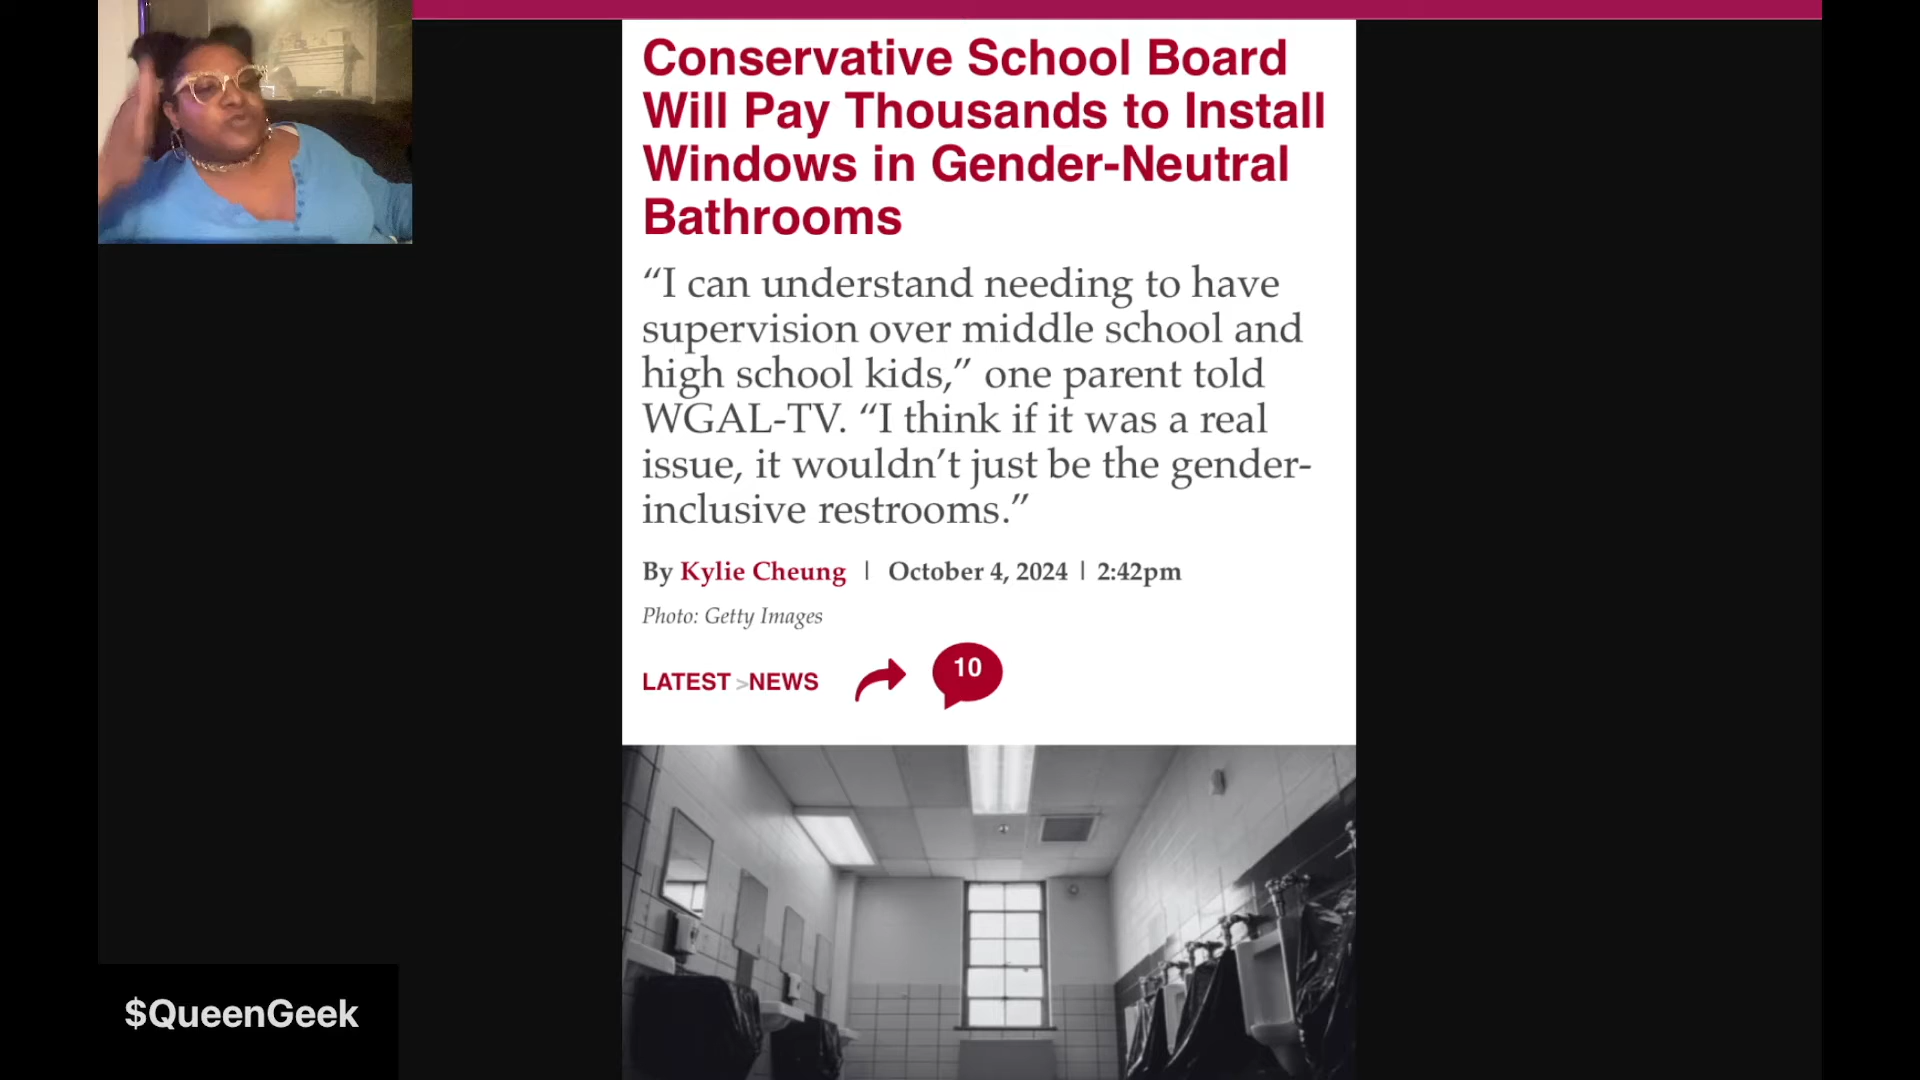 Conservative School Board
Will Pay Thousands to Install
Windows in Gender-Neutral
Bathrooms
“I can understand needing to have
supervision over middle school and
high school kids,” one parent told
WGAL-TV. “I think if it was a real
issue, it wouldn’t just be the gender-
inclusive restrooms.”
By Kylie Cheung | October 4, 2024 | 2:42pm
Photo: Getty Images
LATEST >NEWS 10
$QueenGeek